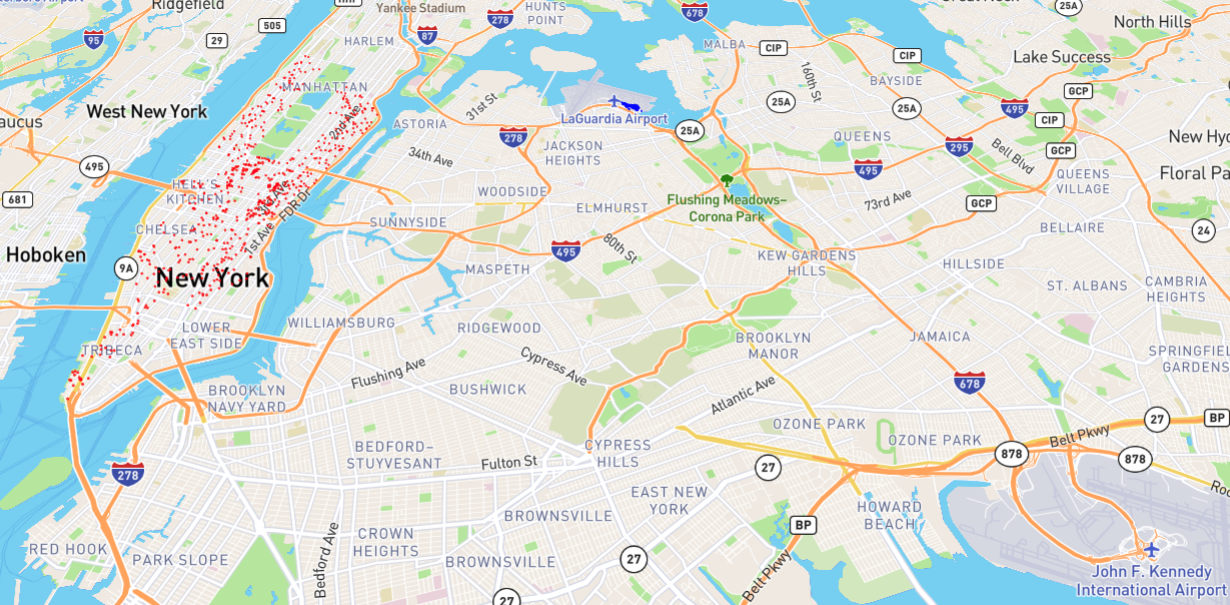 Ridgefield
505
Yankee Stadium
278
HUNTS
POINT
678
25A
North Hills
95
29
HARLEM
87
MALBA
CIP
CIP
Lake Success
160th St
BAYSIDE
GCP
MANHATTAN
West New York
31st St
25A
25A
495
CIP
aucus
2nd Ave
ASTORIA
LaGuardia Airport
278
25A
QUEENS
295
Bell Blvd
GCP
New Hyd
495
34th Ave
JACKSON
HEIGHTS
495
QUEENS
VILLAGE
Floral Pa
681
HELL'S
KITCHEN
FDR Dr
WOODSIDE
Flushing Meadows–
Corona Park
73rd Ave
GCP
ELMHURST
CHELSEA
1st Ave
SUNNYSIDE
BELLAIRE
24
Hoboken
9A
495
80th St
KEW GARDENS
HILLS
New York
MASPETH
HILLSIDE
ST. ALBANS
CAMBRIA
HEIGHTS
LOWER
EAST SIDE
WILLIAMSBURG
RIDGEWOOD
BROOKLYN
MANOR
JAMAICA
TRIBECA
Cypress Ave
SPRINGFIEL
GARDENS
Flushing Ave
BROOKLYN
NAVY YARD
BUSHWICK
Atlantic Ave
678
OZONE PARK
OZONE PARK
Belt Pkwy
27
BP
BEDFORD–
STUYVESANT
Fulton St
CYPRESS
HILLS
27
878
878
278
EAST NEW
YORK
Roc
BROWNSVILLE
HOWARD
BEACH
BP
RED HOOK
PARK SLOPE
Bedford Ave
CROWN
HEIGHTS
BROWNSVILLE
27
Belt Pkwy
John F. Kennedy
International Airport
27